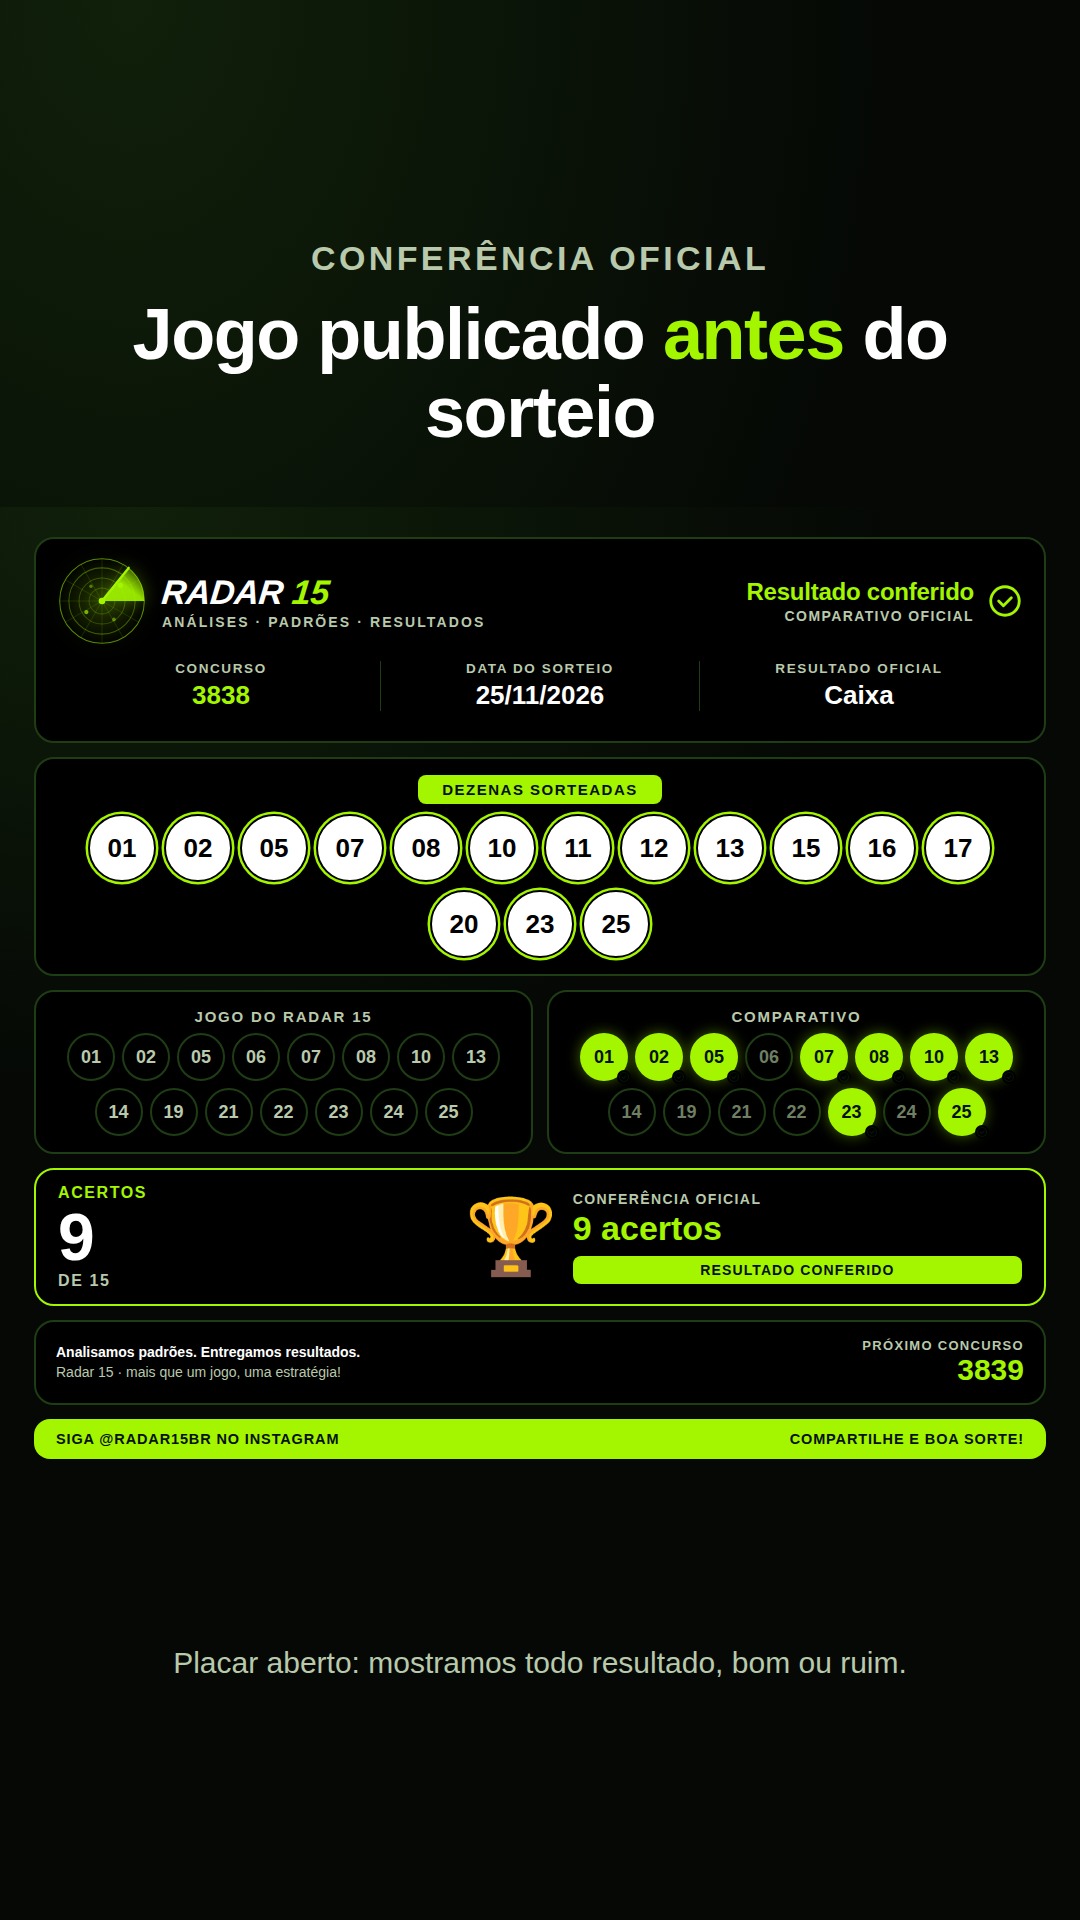 CONFERÊNCIA OFICIAL
Jogo publicado antes do
sorteio
RADAR 15
ANÁLISES · PADRÕES · RESULTADOS
Resultado conferido
COMPARATIVO OFICIAL
CONCURSO
3838
DATA DO SORTEIO
25/11/2026
RESULTADO OFICIAL
Caixa
DEZENAS SORTEADAS
01 02 05 07 08 10 11 12 13 15 16 17
20 23 25
JOGO DO RADAR 15
01 02 05 06 07 08 10 13
14 19 21 22 23 24 25
COMPARATIVO
01 02 05 06 07 08 10 13
14 19 21 22 23 24 25
ACERTOS
9
DE 15
CONFERÊNCIA OFICIAL
9 acertos
RESULTADO CONFERIDO
Analisamos padrões. Entregamos resultados.
Radar 15 · mais que um jogo, uma estratégia!
PRÓXIMO CONCURSO
3839
SIGA @RADAR15BR NO INSTAGRAM
COMPARTILHE E BOA SORTE!
Placar aberto: mostramos todo resultado, bom ou ruim.